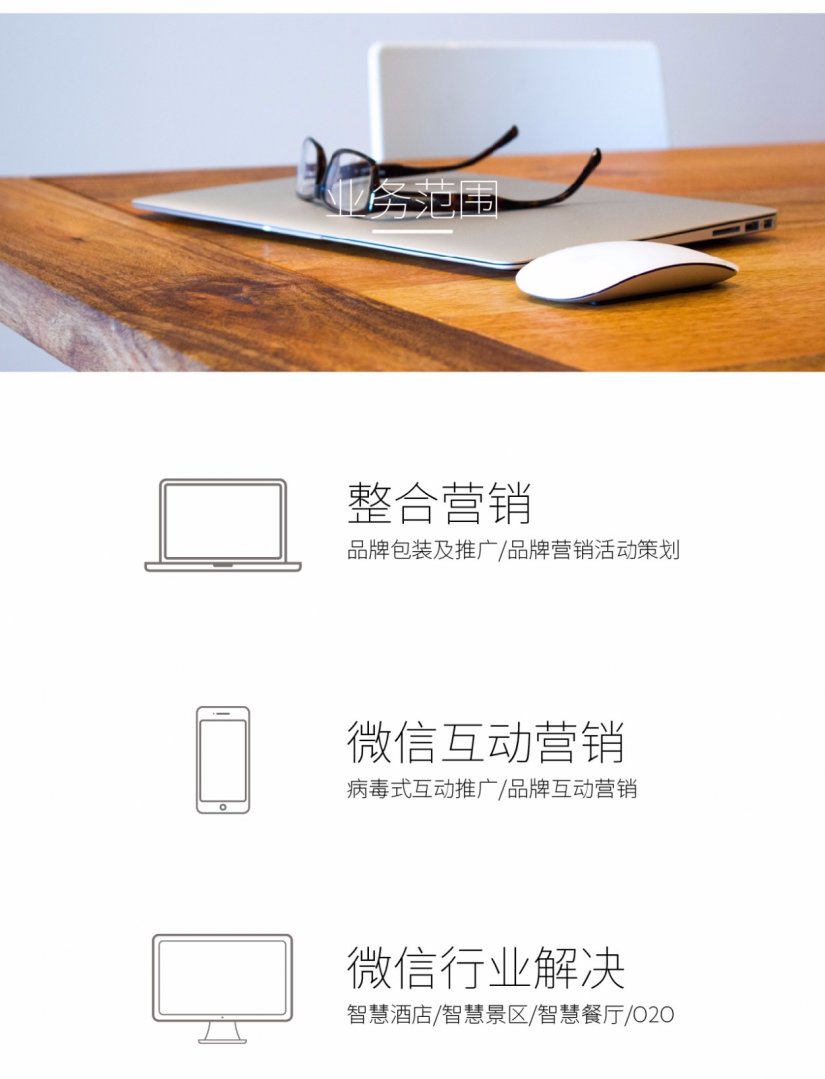 业务范围
整合营销
品牌包装及推广/品牌营销活动策划
微信互动营销
病毒式互动推广/品牌互动营销
微信行业解决
智慧酒店/智慧景区/智慧餐厅/O2O